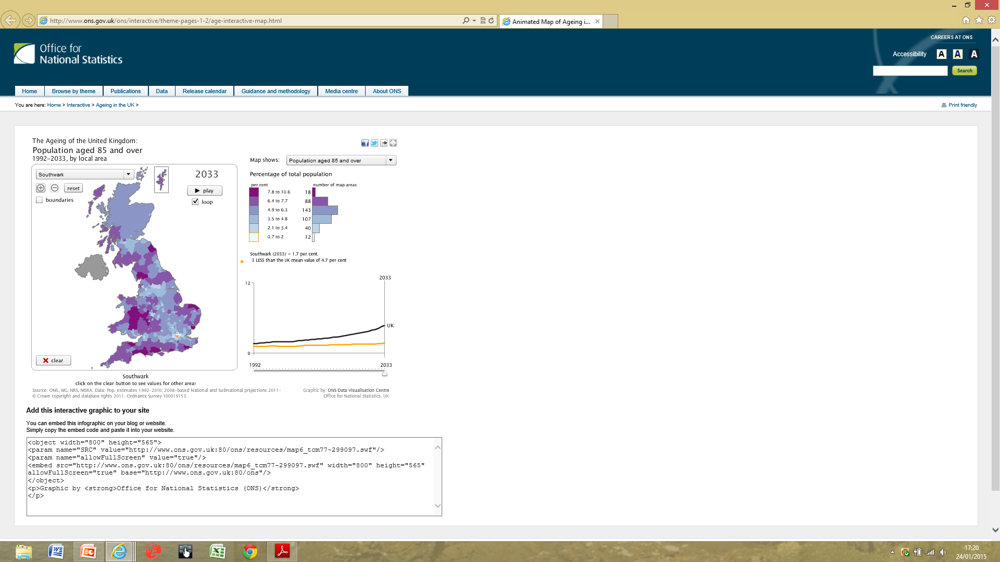 http://www.ons.gov.uk/ons/interactive/theme-pages-1-2/age-interactive-map.html
Animated Map of Ageing i...
CAREERS AT ONS
Office for
National Statistics
Accessibility A A A
Search
Home Browse by theme Publications Data Release calendar Guidance and methodology Media centre About ONS
You are here: Home > Interactive > Ageing in the UK >
Print friendly
The Ageing of the United Kingdom:
Population aged 85 and over
1992-2033, by local area
Southwark
2033
reset
play
boundaries
loop
clear
Southwark
click on the clear button to see values for other areas
Map shows: Population aged 85 and over
Percentage of total population
per cent number of map areas
7.8 to 10.6 18
6.4 to 7.7 88
4.9 to 6.3 143
3.5 to 4.8 107
2.1 to 3.4 40
0.7 to 2 12
Southwark (2033) = 1.7 per cent.
3 LESS than the UK mean value of 4.7 per cent
2033
12
UK
0
1992 2033
Source: ONS, WG, NRS, NISRA. Data: Pop. estimates 1992-2010; 2008-based National and Subnational projections 2011-
© Crown copyright and database rights 2011. Ordnance Survey 100019153.
Graphic by: ONS Data Visualisation Centre
Office for National Statistics, UK
Add this interactive graphic to your site
You can embed this infographic on your blog or website.
Simply copy the embed code and paste it into your website.
<object width="800" height="565">
<param name="SRC" value="http://www.ons.gov.uk:80/ons/resources/map6_tcm77-299097.swf"/>
<param name="allowFullScreen" value="true"/>
<embed src="http://www.ons.gov.uk:80/ons/resources/map6_tcm77-299097.swf" width="800" height="565"
allowFullScreen="true" base="http://www.ons.gov.uk:80/ons"/>
</object>
<p>Graphic by <strong>Office for National Statistics (ONS)</strong>
</p>
17:20
24/01/2015